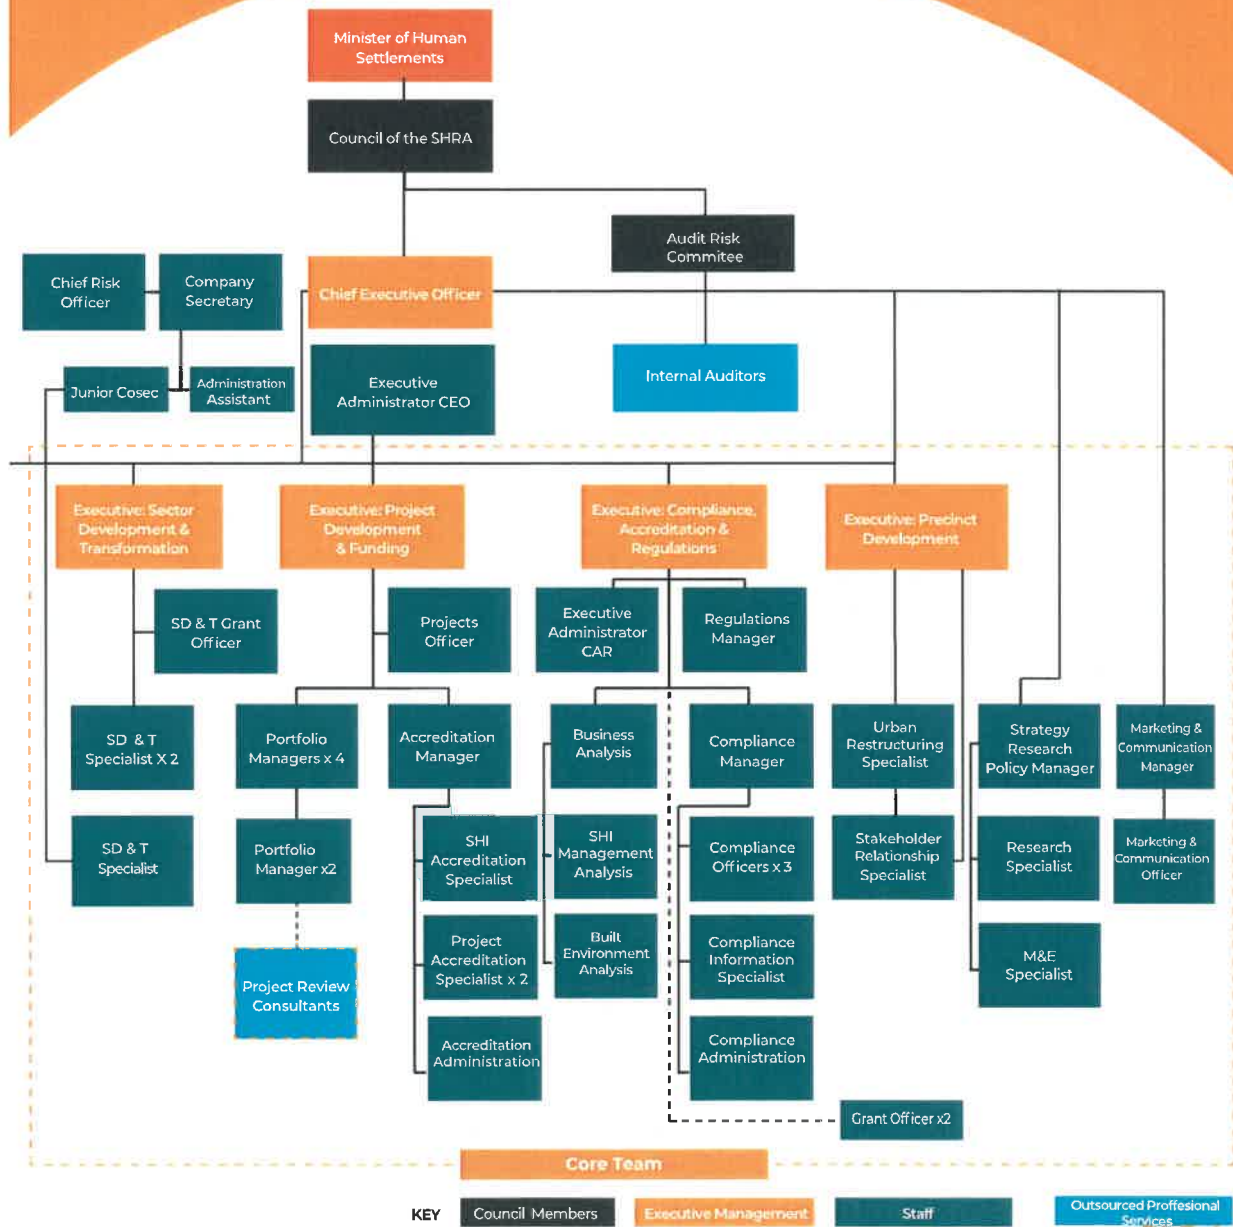 Minister of Human
Settlements
Council of the SHRA
Audit Risk
Commitee
Chief Risk
Officer
Company
Secretary
Chief Executive Officer
Junior Cosec
Administration
Assistant
Executive
Administrator CEO
Internal Auditors
Executive: Sector
Development &
Transformation
Executive: Project
Development
& Funding
Executive: Compliance,
Accreditation &
Regulations
Executive: Precinct
Development
SD & T Grant
Officer
Projects
Officer
Executive
Administrator
CAR
Regulations
Manager
SD & T
Specialist X 2
Portfolio
Managers x 4
Accreditation
Manager
Business
Analysis
Compliance
Manager
Urban
Restructuring
Specialist
Strategy
Research
Policy Manager
Marketing &
Communication
Manager
SD & T
Specialist
Portfolio
Manager x2
SHI
Accreditation
Specialist
SHI
Management
Analysis
Compliance
Officers x 3
Stakeholder
Relationship
Specialist
Research
Specialist
Marketing &
Communication
Officer
Project Review
Consultants
Project
Accreditation
Specialist x 2
Built
Environment
Analysis
Compliance
Information
Specialist
M&E
Specialist
Accreditation
Administration
Compliance
Administration
Grant Officer x2
Core Team
KEY
Council Members
Executive Management
Staff
Outsourced Proffesional
Services